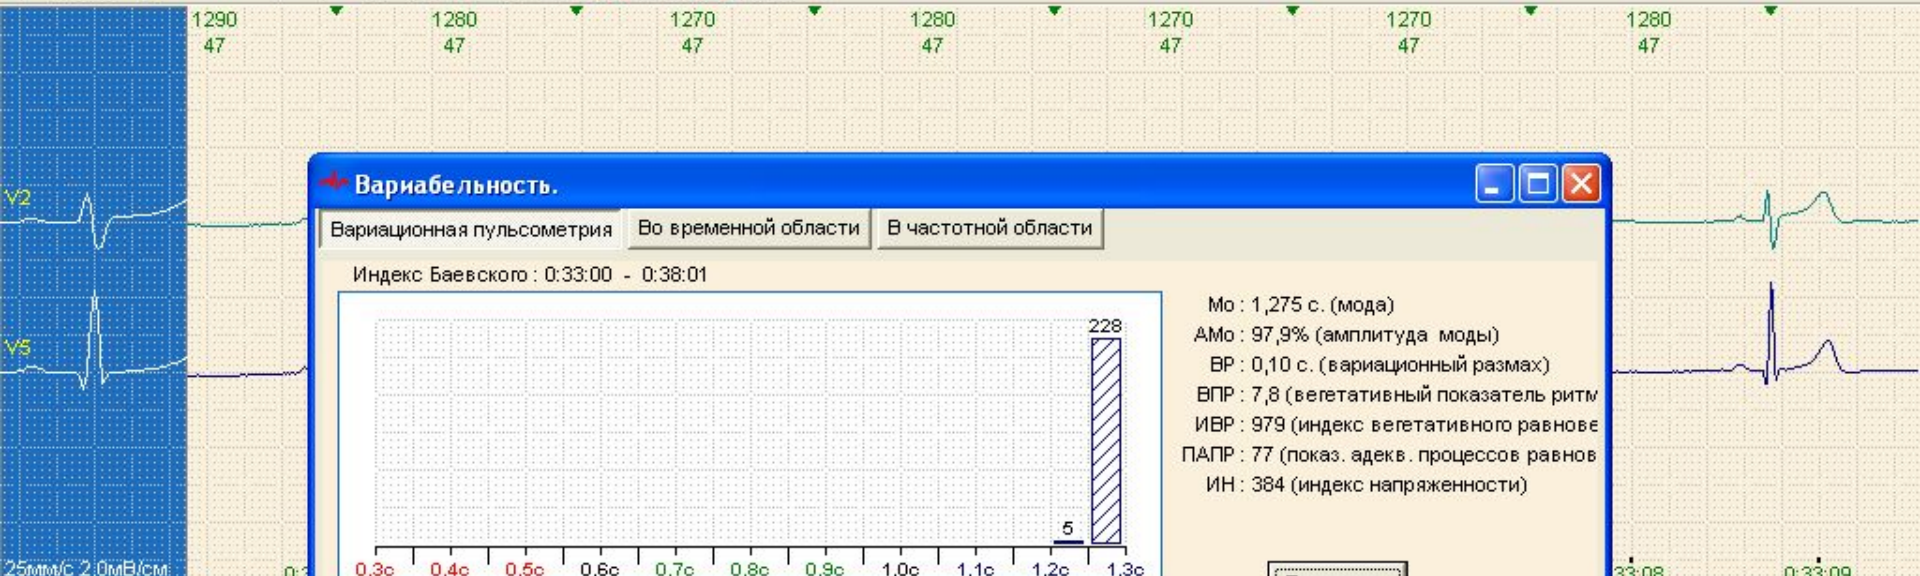 1290 1280 1270 1280 1270 1270 1280
47 47 47 47 47 47 47
V2
Вариабельность.
Вариационная пульсометрия Во временной области В частотной области
Индекс Баевского : 0:33:00 - 0:38:01
Мо : 1,275 с. (мода)
АМо : 97,9% (амплитуда моды)
ВР : 0,10 с. (вариационный размах)
ВПР : 7,8 (вегетативный показатель ритм
ИВР : 979 (индекс вегетативного равнове
ПАПР : 77 (показ. адекв. процессов равнов
ИН : 384 (индекс напряженности)
228
5
V5
0.3с 0.4с 0.5с 0.6с 0.7с 0.8с 0.9с 1.0с 1.1с 1.2с 1.3с
25мм/с 2.0мВ/см
33:08 0:33:09